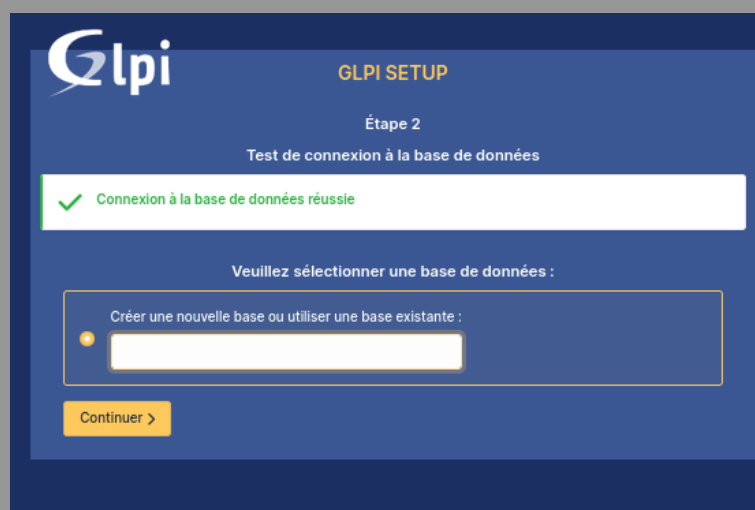 Glpi
GLPI SETUP
Étape 2
Test de connexion à la base de données
Connexion à la base de données réussie
Veuillez sélectionner une base de données :
Créer une nouvelle base ou utiliser une base existante :
Continuer >